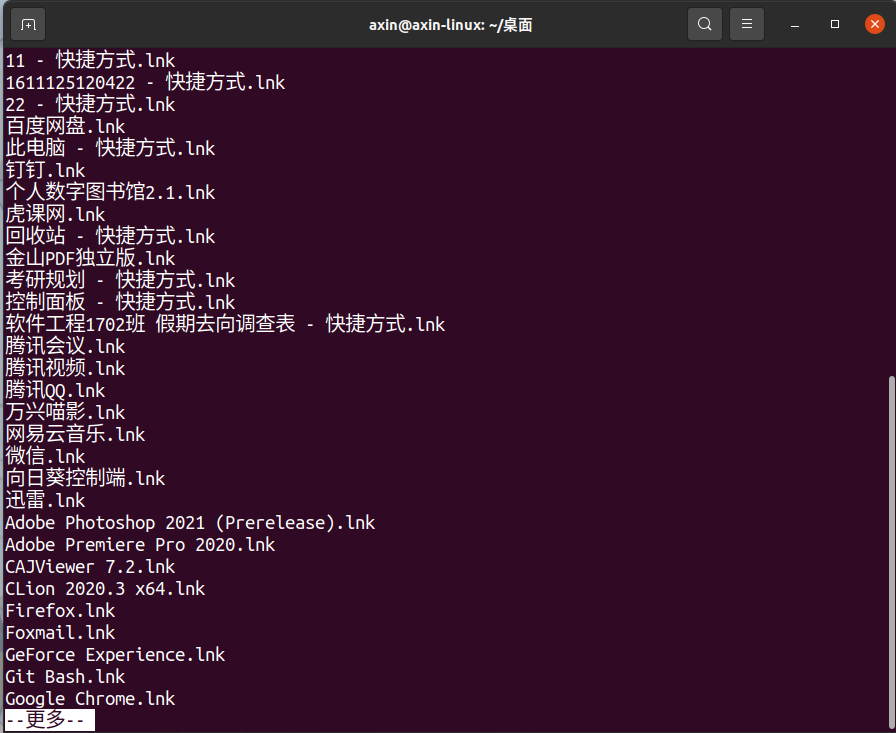 axin@axin-linux: ~/桌面
11 - 快捷方式.lnk
1611125120422 - 快捷方式.lnk
22 - 快捷方式.lnk
百度网盘.lnk
此电脑 - 快捷方式.lnk
钉钉.lnk
个人数字图书馆2.1.lnk
虎课网.lnk
回收站 - 快捷方式.lnk
金山PDF独立版.lnk
考研规划 - 快捷方式.lnk
控制面板 - 快捷方式.lnk
软件工程1702班 假期去向调查表 - 快捷方式.lnk
腾讯会议.lnk
腾讯视频.lnk
腾讯QQ.lnk
万兴喵影.lnk
网易云音乐.lnk
微信.lnk
向日葵控制端.lnk
迅雷.lnk
Adobe Photoshop 2021 (Prerelease).lnk
Adobe Premiere Pro 2020.lnk
CAJViewer 7.2.lnk
CLion 2020.3 x64.lnk
Firefox.lnk
Foxmail.lnk
GeForce Experience.lnk
Git Bash.lnk
Google Chrome.lnk
--更多--